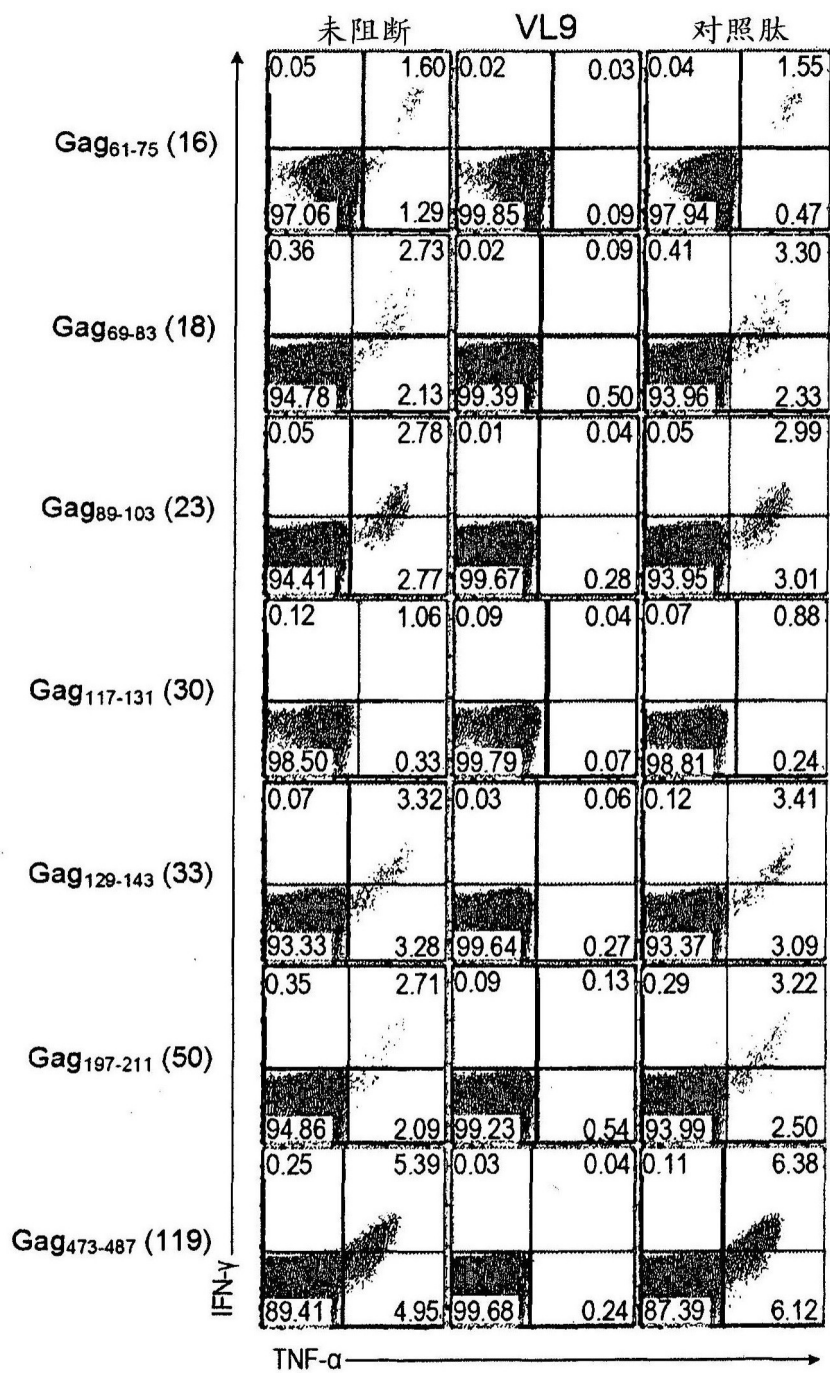 未阻断 VL9 对照肽
0.05 1.60 0.02 0.03 0.04 1.55
Gag61-75 (16)
97.06 1.29 99.85 0.09 97.94 0.47
0.36 2.73 0.02 0.09 0.41 3.30
Gag69-83 (18)
94.78 2.13 99.39 0.50 93.96 2.33
0.05 2.78 0.01 0.04 0.05 2.99
Gag89-103 (23)
94.41 2.77 99.67 0.28 93.95 3.01
0.12 1.06 0.09 0.04 0.07 0.88
Gag117-131 (30)
98.50 0.33 99.79 0.07 98.81 0.24
0.07 3.32 0.03 0.06 0.12 3.41
Gag129-143 (33)
93.33 3.28 99.64 0.27 93.37 3.09
0.35 2.71 0.09 0.13 0.29 3.22
Gag197-211 (50)
94.86 2.09 99.23 0.54 93.99 2.50
0.25 5.39 0.03 0.04 0.11 6.38
Gag473-487 (119)
89.41 4.95 99.68 0.24 87.39 6.12
IFN-γ
TNF-α